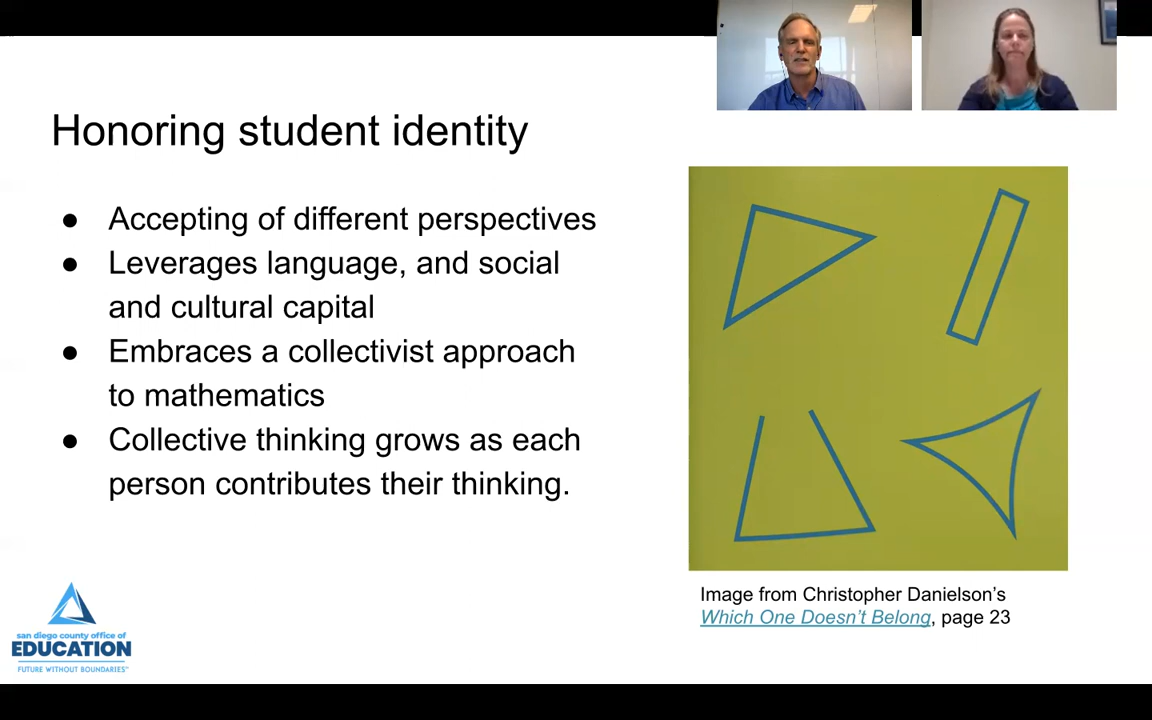 Honoring student identity
● Accepting of different perspectives
● Leverages language, and social
and cultural capital
● Embraces a collectivist approach
to mathematics
● Collective thinking grows as each
person contributes their thinking.
Image from Christopher Danielson's
Which One Doesn't Belong, page 23
san diego county office of
EDUCATION
FUTURE WITHOUT BOUNDARIES™